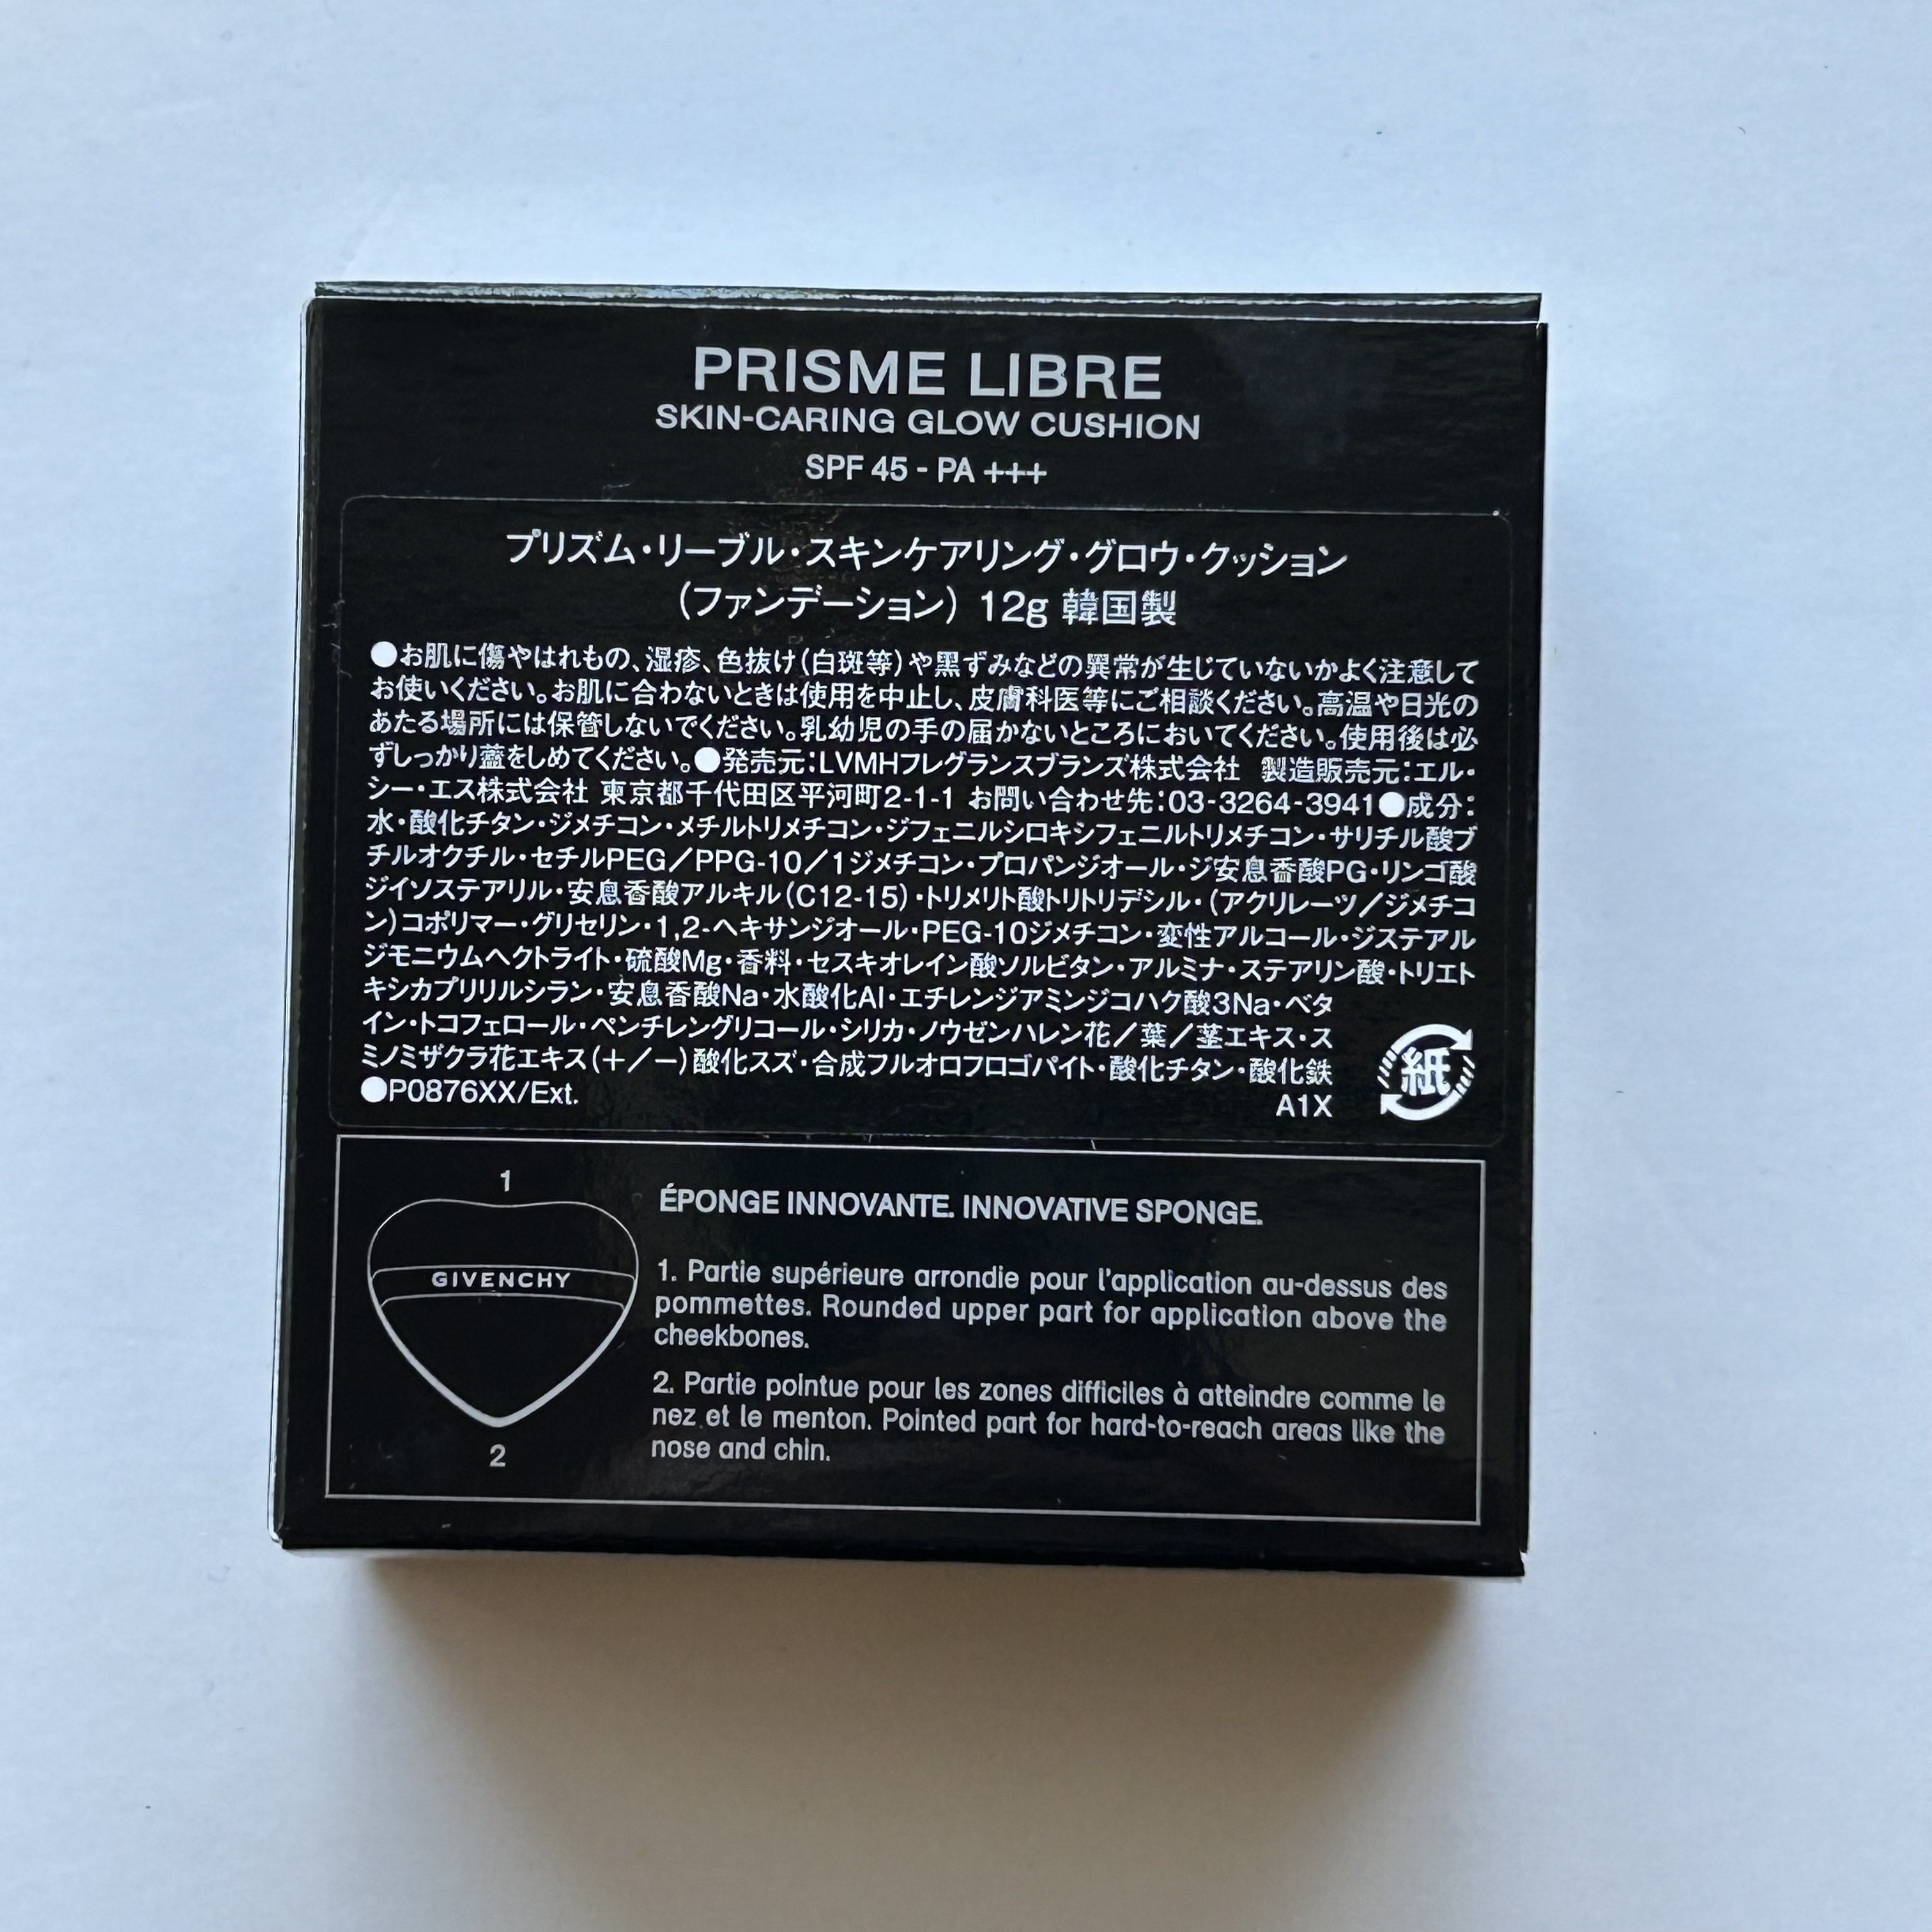 PRISME LIBRE
SKIN-CARING GLOW CUSHION
SPF 45 - PA +++
プリズム・リーブル・スキンケアリング・グロウ・クッション
(ファンデーション) 12g 韓国製
●お肌に傷やはれもの、湿疹、色抜け(白斑等)や黒ずみなどの異常が生じていないかよく注意して
お使いください。お肌に合わないときは使用を中止し、皮膚科医等にご相談ください。高温や日光の
あたる場所には保管しないでください。乳幼児の手の届かないところにおいてください。使用後は必
ずしっかり蓋をしめてください。●発売元:LVMHフレグランスブランズ株式会社 製造販売元:エル・
シー・エス株式会社 東京都千代田区平河町2-1-1 お問い合わせ先:03-3264-3941●成分:
水・酸化チタン・ジメチコン・メチルトリメチコン・ジフェニルシロキシフェニルトリメチコン・サリチル酸ブ
チルオクチル・セチルPEG/PPG-10/1ジメチコン・プロパンジオール・ジ安息香酸PG・リンゴ酸
ジイソステアリル・安息香酸アルキル(C12-15)・トリメリト酸トリトリデシル・(アクリレーツ/ジメチコ
ン)コポリマー・グリセリン・1,2-ヘキサンジオール・PEG-10ジメチコン・変性アルコール・ジステアル
ジモニウムヘクトライト・硫酸Mg・香料・セスキオレイン酸ソルビタン・アルミナ・ステアリン酸・トリエト
キシカプリリルシラン・安息香酸Na・水酸化Al・エチレンジアミンジコハク酸3Na・ベタ
イン・トコフェロール・ペンチレングリコール・シリカ・ノウゼンハレン花/葉/茎エキス・ス
ミノミザクラ花エキス(+/−)酸化スズ・合成フルオロフロゴパイト・酸化チタン・酸化鉄
●P0876XX/Ext. A1X
紙
1
GIVENCHY
2
ÉPONGE INNOVANTE. INNOVATIVE SPONGE.
1. Partie supérieure arrondie pour l'application au-dessus des
pommettes. Rounded upper part for application above the
cheekbones.
2. Partie pointue pour les zones difficiles à atteindre comme le
nez et le menton. Pointed part for hard-to-reach areas like the
nose and chin.